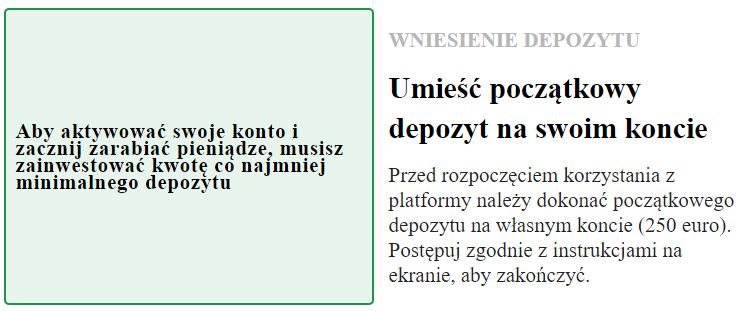 Aby aktywować swoje konto i
zacznij zarabiać pieniądze, musisz
zainwestować kwotę co najmniej
minimalnego depozytu
WNIESIENIE DEPOZYTU
Umieść początkowy
depozyt na swoim koncie
Przed rozpoczęciem korzystania z
platformy należy dokonać początkowego
depozytu na własnym koncie (250 euro).
Postępuj zgodnie z instrukcjami na
ekranie, aby zakończyć.